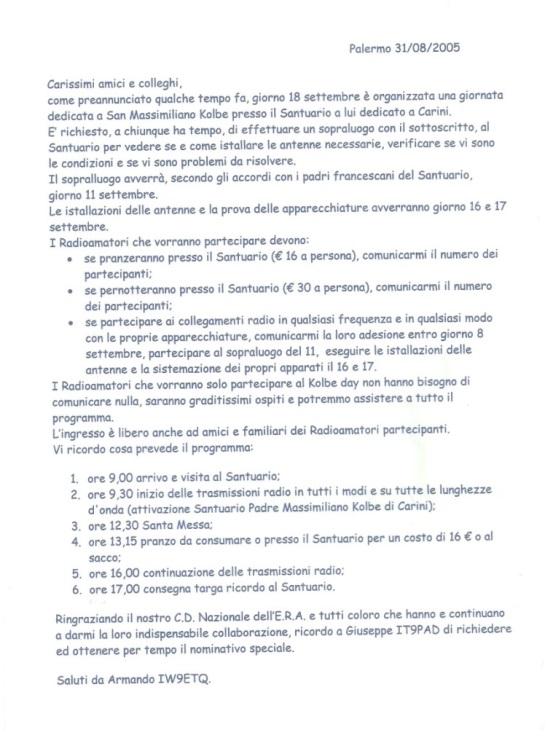 Palermo 31/08/2005
Carissimi amici e colleghi,
come preannunciato qualche tempo fa, giorno 18 settembre è organizzata una giornata
dedicata a San Massimiliano Kolbe presso il Santuario a lui dedicato a Carini.
E' richiesto, a chiunque ha tempo, di effettuare un sopraluogo con il sottoscritto, al
Santuario per vedere se e come istallare le antenne necessarie, verificare se vi sono
le condizioni e se vi sono problemi da risolvere.
Il sopralluogo avverrà, secondo gli accordi con i padri francescani del Santuario,
giorno 11 settembre.
Le istallazioni delle antenne e la prova delle apparecchiature avverranno giorno 16 e 17
settembre.
I Radioamatori che vorranno partecipare devono:
• se pranzeranno presso il Santuario (€ 16 a persona), comunicarmi il numero dei
partecipanti;
• se pernotteranno presso il Santuario (€ 30 a persona), comunicarmi il numero
dei partecipanti;
• se partecipare ai collegamenti radio in qualsiasi frequenza e in qualsiasi modo
con le proprie apparecchiature, comunicarmi la loro adesione entro giorno 8
settembre, partecipare al sopraluogo del 11, eseguire le istallazioni delle
antenne e la sistemazione dei propri apparati il 16 e 17.
I Radioamatori che vorranno solo partecipare al Kolbe day non hanno bisogno di
comunicare nulla, saranno graditissimi ospiti e potremmo assistere a tutto il
programma.
L'ingresso è libero anche ad amici e familiari dei Radioamatori partecipanti.
Vi ricordo cosa prevede il programma:
1. ore 9,00 arrivo e visita al Santuario;
2. ore 9,30 inizio delle trasmissioni radio in tutti i modi e su tutte le lunghezze
d'onda (attivazione Santuario Padre Massimiliano Kolbe di Carini);
3. ore 12,30 Santa Messa;
4. ore 13,15 pranzo da consumare o presso il Santuario per un costo di 16 € o al
sacco;
5. ore 16,00 continuazione delle trasmissioni radio;
6. ore 17,00 consegna targa ricordo al Santuario.
Ringraziando il nostro C.D. Nazionale dell'E.R.A. e tutti coloro che hanno e continuano
a darmi la loro indispensabile collaborazione, ricordo a Giuseppe IT9PAD di richiedere
ed ottenere per tempo il nominativo speciale.
Saluti da Armando IW9ETQ.